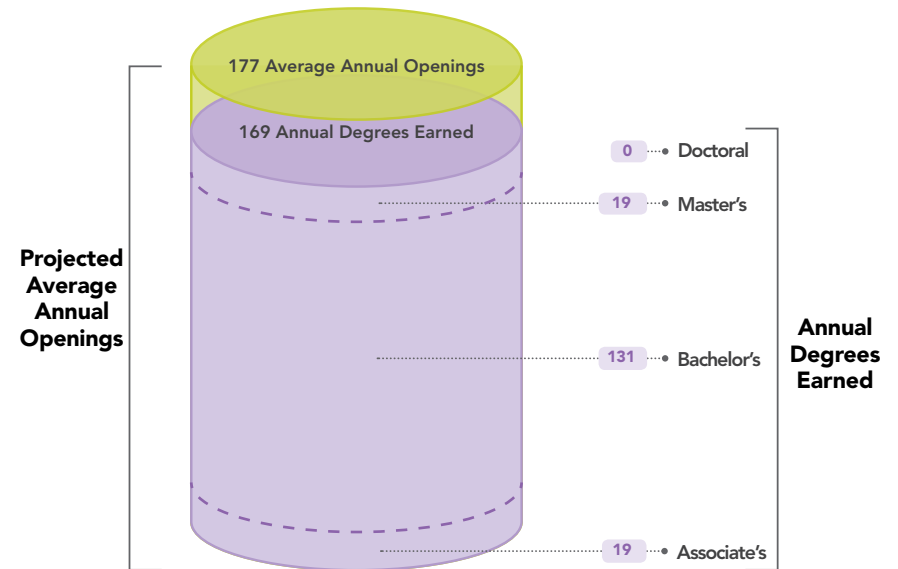 177 Average Annual Openings
169 Annual Degrees Earned
0 Doctoral
19 Master's
Projected
Average
Annual
Openings
131 Bachelor's
Annual
Degrees
Earned
19 Associate's